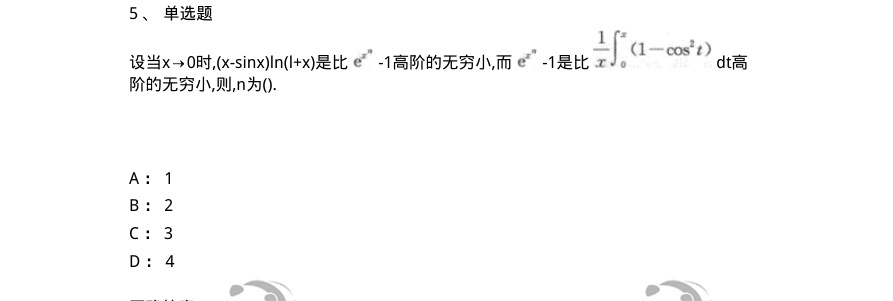 5 、 单选题
设当x→0时,(x-sinx)ln(l+x)是比 e^{x^n} -1高阶的无穷小,而 e^{x^n} -1是比 \frac{1}{x}\int_0^x (1-cos²t) dt高
阶的无穷小,则,n为().
A： 1
B： 2
C： 3
D： 4